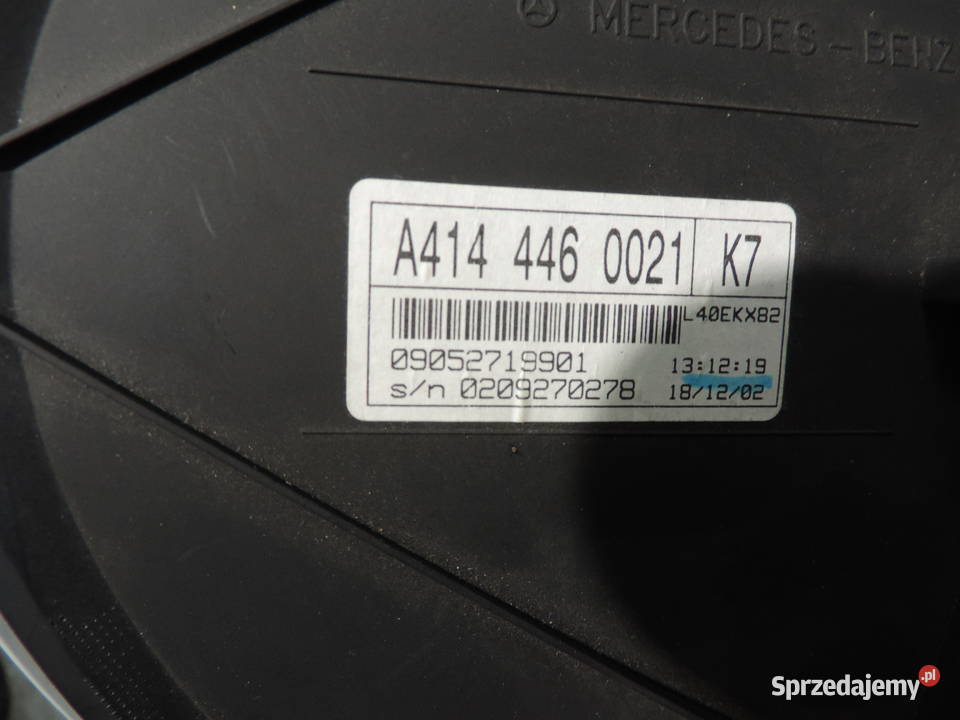 MERCEDES-BENZ
A414 446 0021 K7
L40EKX82
09052719901 13:12:19
s/n 0209270278 18/12/02
Sprzedajemy.pl